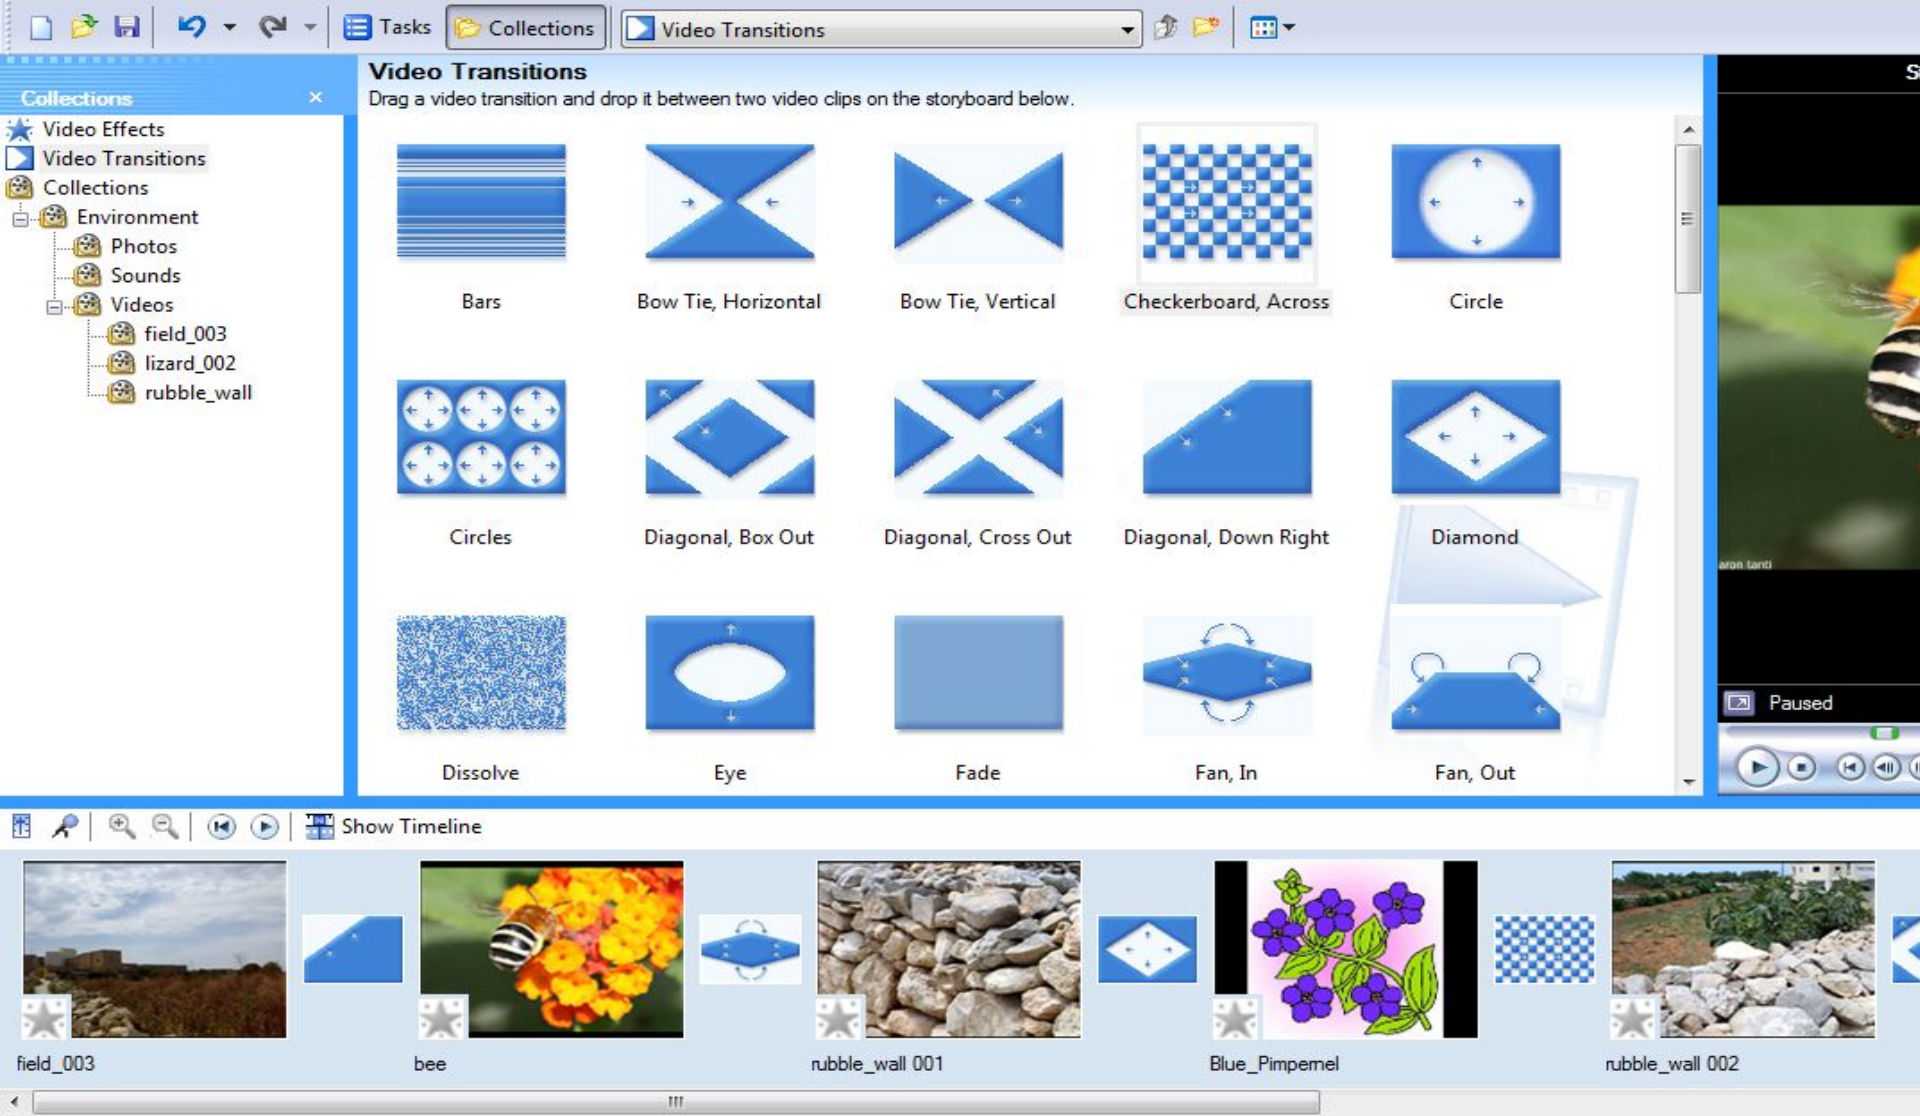 Tasks
Collections
Video Transitions
Collections
Video Effects
Video Transitions
Collections
Environment
Photos
Sounds
Videos
field_003
lizard_002
rubble_wall
Video Transitions
Drag a video transition and drop it between two video clips on the storyboard below.
Bars
Bow Tie, Horizontal
Bow Tie, Vertical
Checkerboard, Across
Circle
Circles
Diagonal, Box Out
Diagonal, Cross Out
Diagonal, Down Right
Diamond
Dissolve
Eye
Fade
Fan, In
Fan, Out
aron tanti
Paused
Show Timeline
field_003
bee
rubble_wall 001
Blue_Pimpernel
rubble_wall 002